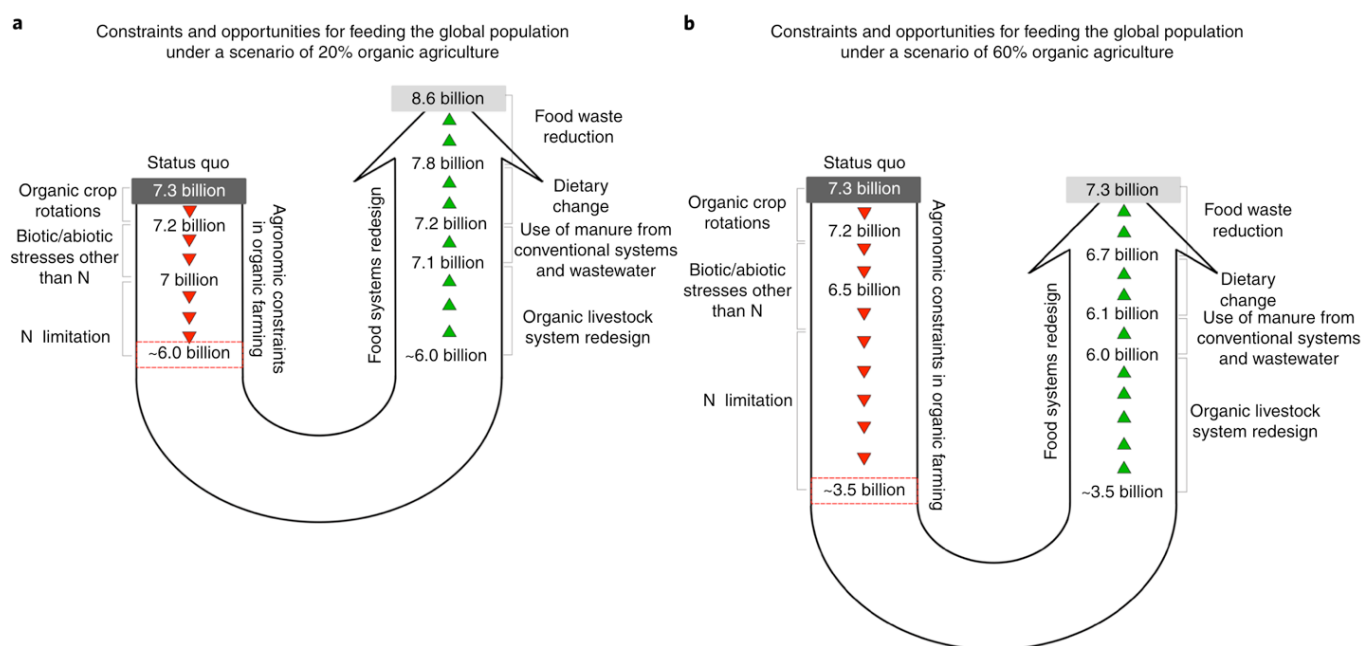 a
Constraints and opportunities for feeding the global population
under a scenario of 20% organic agriculture
Status quo
7.3 billion
Organic crop
rotations
7.2 billion
Biotic/abiotic
stresses other
than N
7 billion
N limitation
~6.0 billion
Agronomic constraints
in organic farming
Food systems redesign
8.6 billion
Food waste
reduction
7.8 billion
Dietary
change
7.2 billion
Use of manure from
conventional systems
and wastewater
7.1 billion
Organic livestock
system redesign
~6.0 billion
b
Constraints and opportunities for feeding the global population
under a scenario of 60% organic agriculture
Status quo
7.3 billion
Organic crop
rotations
7.2 billion
Biotic/abiotic
stresses other
than N
6.5 billion
N limitation
~3.5 billion
Agronomic constraints in organic farming
Food systems redesign
7.3 billion
Food waste
reduction
6.7 billion
Dietary
change
6.1 billion
Use of manure from
conventional systems
and wastewater
6.0 billion
Organic livestock
system redesign
~3.5 billion